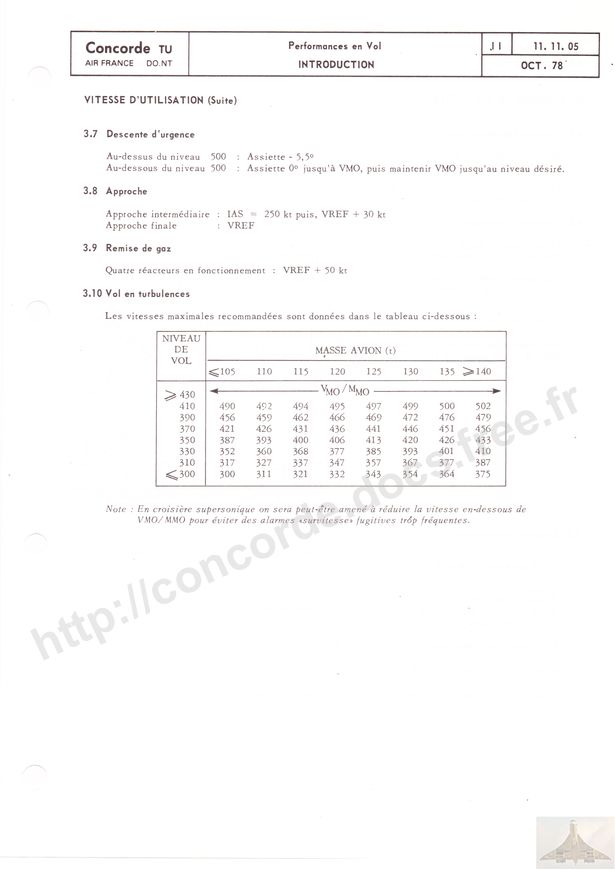 Concorde TU
AIR FRANCE DO.NT
Performances en Vol
INTRODUCTION
J I
11. 11. 05
OCT. 78
VITESSE D'UTILISATION (Suite)
3.7 Descente d'urgence
Au-dessus du niveau 500 : Assiette - 5,5°
Au-dessous du niveau 500 : Assiette 0° jusqu'à VMO, puis maintenir VMO jusqu'au niveau désiré.
3.8 Approche
Approche intermédiaire : IAS = 250 kt puis, VREF + 30 kt
Approche finale : VREF
3.9 Remise de gaz
Quatre réacteurs en fonctionnement : VREF + 50 kt
3.10 Vol en turbulences
Les vitesses maximales recommandées sont données dans le tableau ci-dessous :
NIVEAU DE VOL
MASSE AVION (t)
⩽105 110 115 120 125 130 135 ⩾140
⩾ 430 VMO/MMO
410 490 492 494 495 497 499 500 502
390 456 459 462 466 469 472 476 479
370 421 426 431 436 441 446 451 456
350 387 393 400 406 413 420 426 433
330 352 360 368 377 385 393 401 410
310 317 327 337 347 357 367 377 387
⩽300 300 311 321 332 343 354 364 375
Note : En croisière supersonique on sera peut-être amené à réduire la vitesse en-dessous de
VMO/MMO pour éviter des alarmes «survitesse» fugitives trop fréquentes.
http://concorde.docs.free.fr